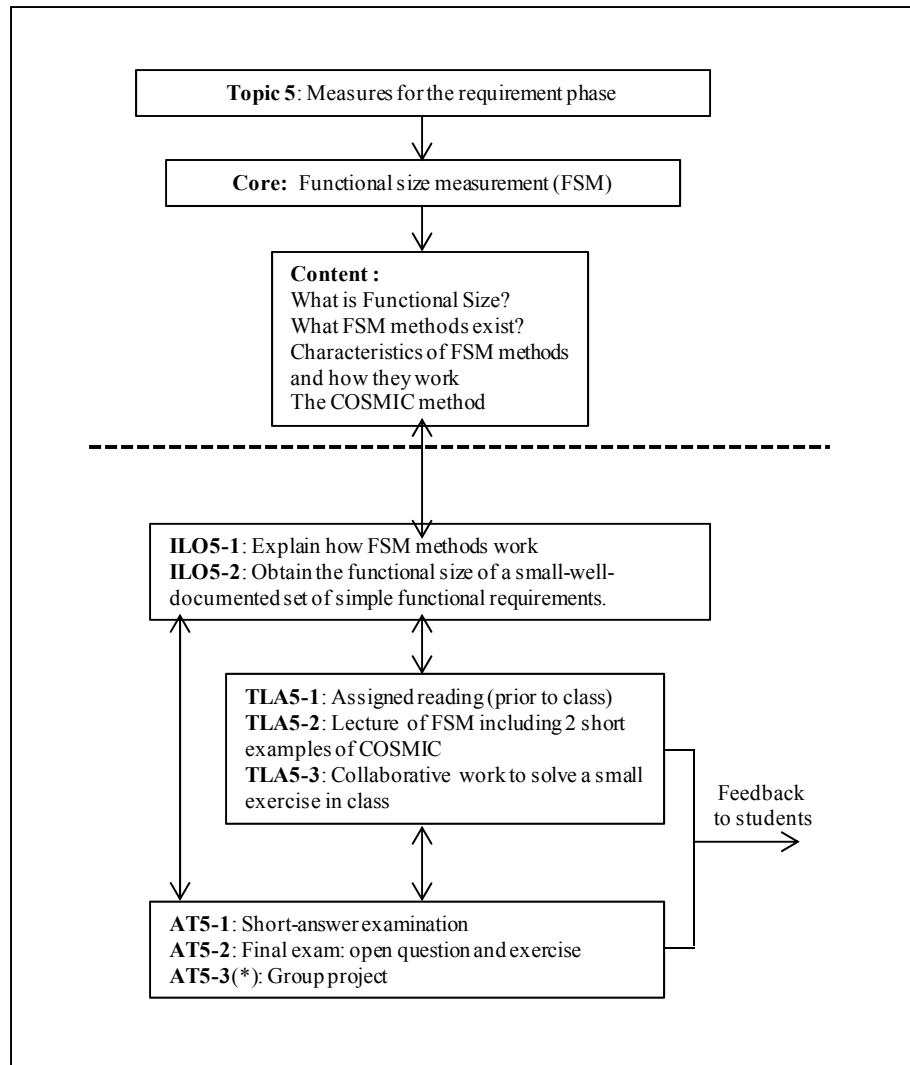 Topic 5: Measures for the requirement phase
Core: Functional size measurement (FSM)
Content :
What is Functional Size?
What FSM methods exist?
Characteristics of FSM methods
and how they work
The COSMIC method
ILO5-1: Explain how FSM methods work
ILO5-2: Obtain the functional size of a small-well-
documented set of simple functional requirements.
TLA5-1: Assigned reading (prior to class)
TLA5-2: Lecture of FSM including 2 short
examples of COSMIC
TLA5-3: Collaborative work to solve a small
exercise in class
Feedback
to students
AT5-1: Short-answer examination
AT5-2: Final exam: open question and exercise
AT5-3(*): Group project